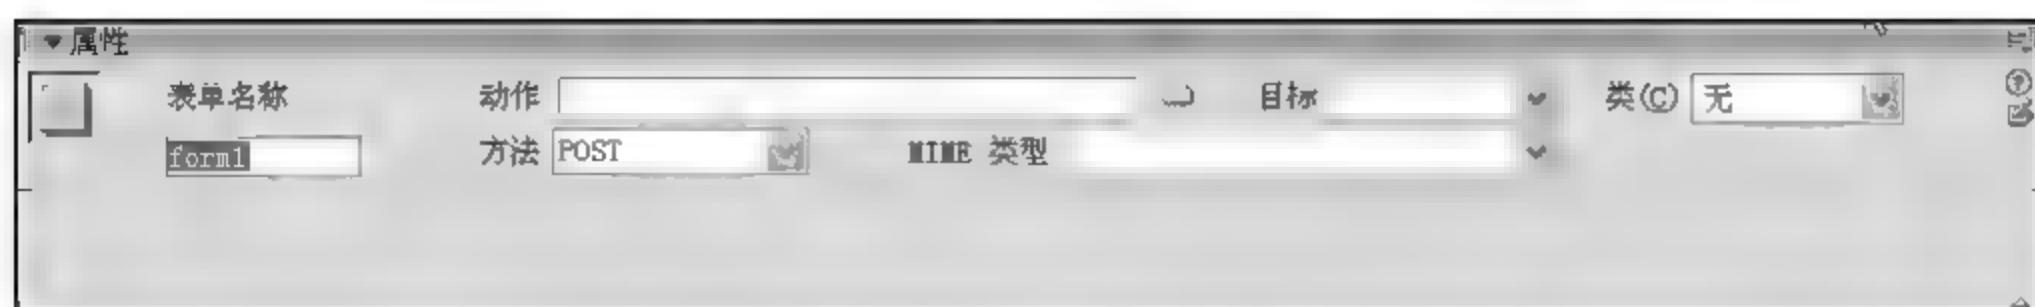 属性
表单名称 动作 目标 类(C) 无
form1 方法 POST MIME 类型